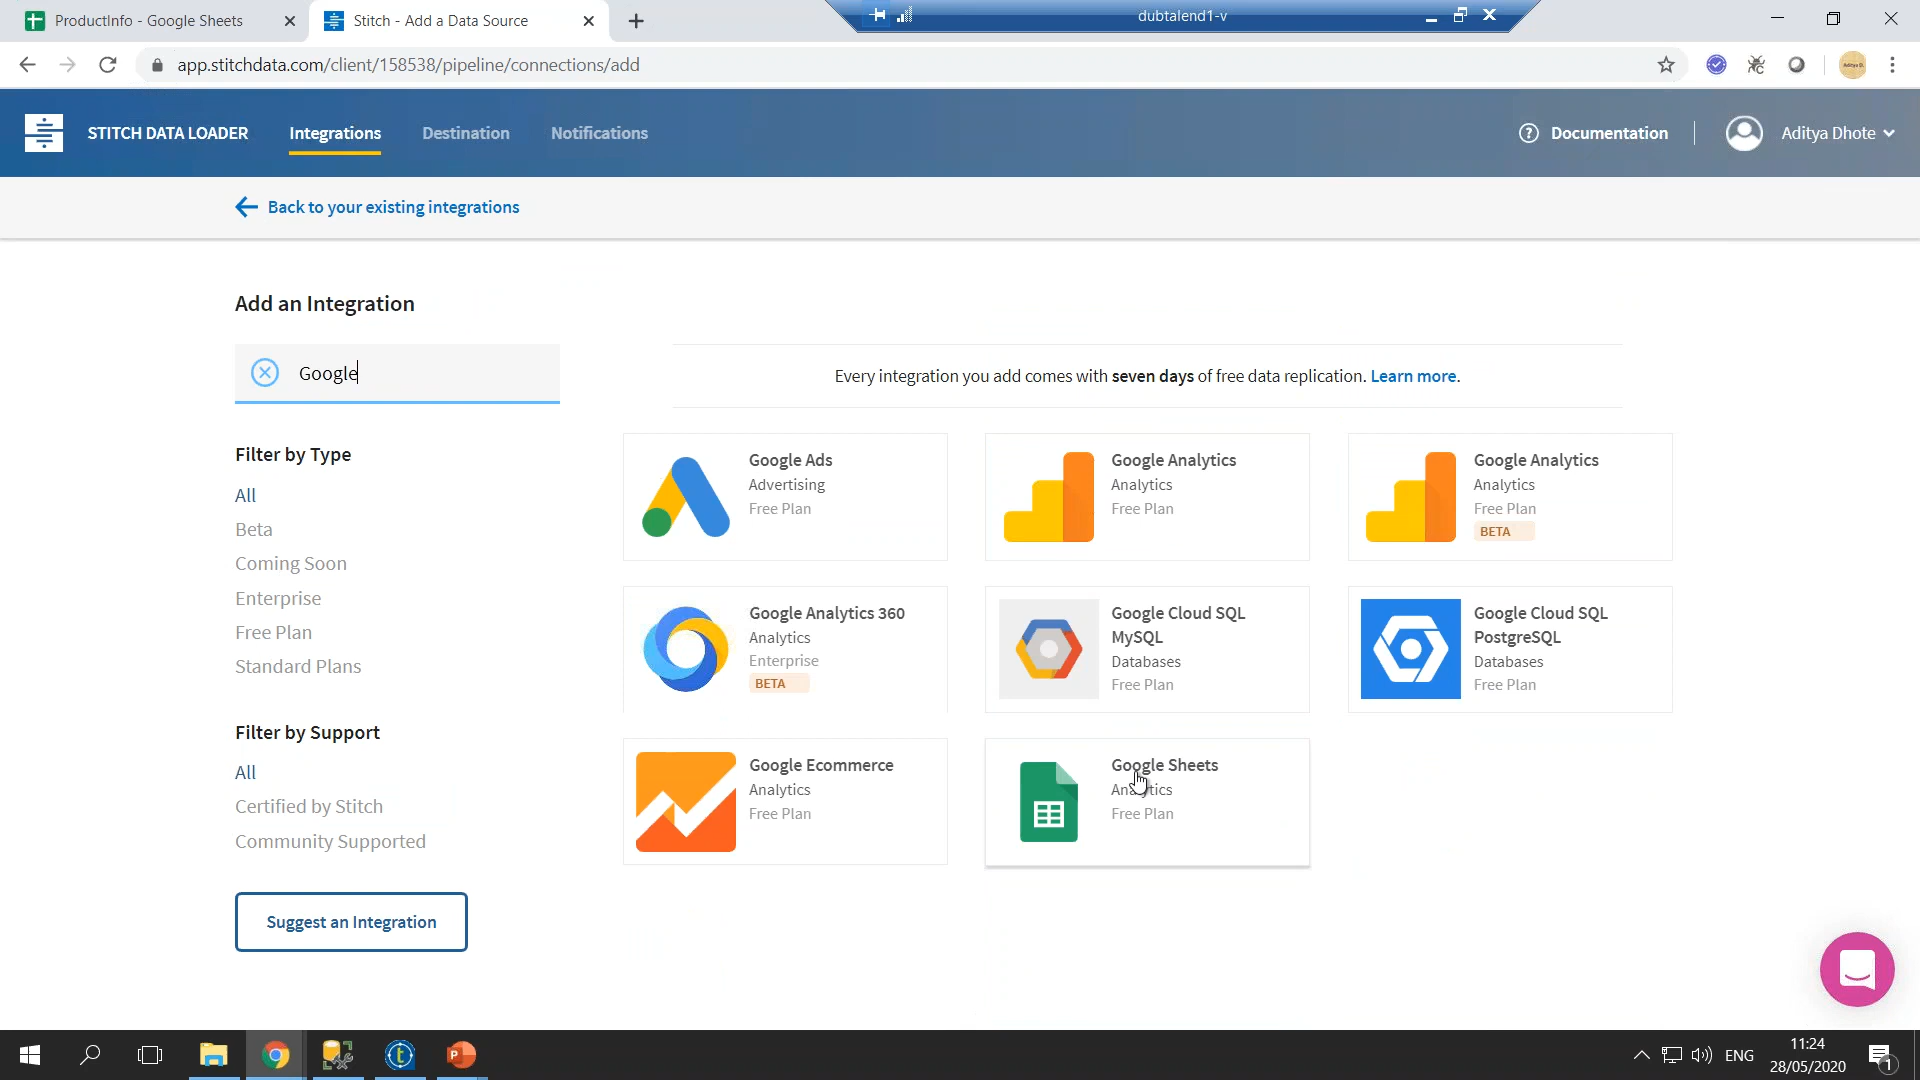 ProductInfo - Google Sheets
Stitch - Add a Data Source
dubtalend1-v
app.stitchdata.com/client/158538/pipeline/connections/add
STITCH DATA LOADER
Integrations
Destination
Notifications
Documentation
Aditya Dhote
Back to your existing integrations
Add an Integration
Google
Every integration you add comes with seven days of free data replication. Learn more.
Filter by Type
All
Beta
Coming Soon
Enterprise
Free Plan
Standard Plans
Filter by Support
All
Certified by Stitch
Community Supported
Suggest an Integration
Google Ads
Advertising
Free Plan
Google Analytics
Analytics
Free Plan
Google Analytics
Analytics
Free Plan
BETA
Google Analytics 360
Analytics
Enterprise
BETA
Google Cloud SQL
MySQL
Databases
Free Plan
Google Cloud SQL
PostgreSQL
Databases
Free Plan
Google Ecommerce
Analytics
Free Plan
Google Sheets
Analytics
Free Plan
ENG
11:24
28/05/2020
1